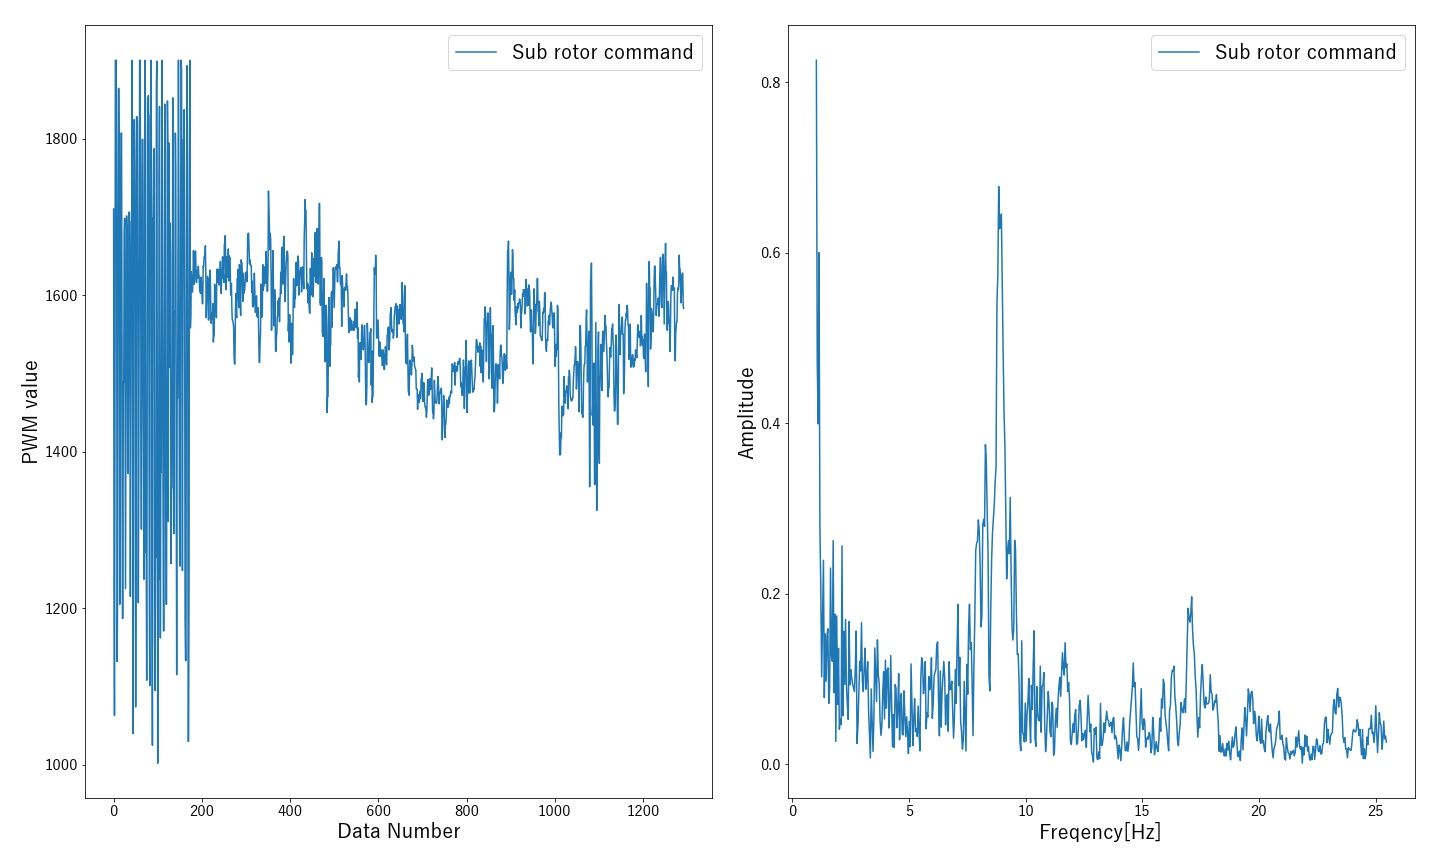 Sub rotor command
1800
1600
1400
1200
1000
PWM value
0 200 400 600 800 1000 1200
Data Number
Sub rotor command
0.8
0.6
0.4
0.2
0.0
Amplitude
0 5 10 15 20 25
Freqency[Hz]